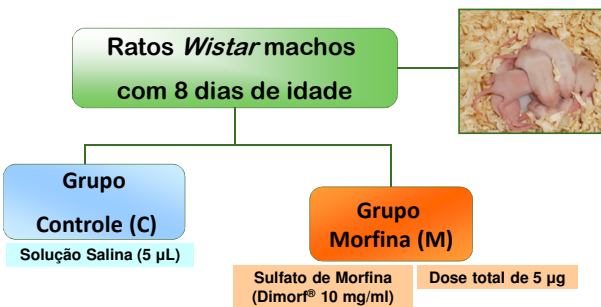 Ratos Wistar machos
com 8 dias de idade
Grupo
Controle (C)
Solução Salina (5 µL)
Grupo
Morfina (M)
Sulfato de Morfina
(Dimorf® 10 mg/ml)
Dose total de 5 µg